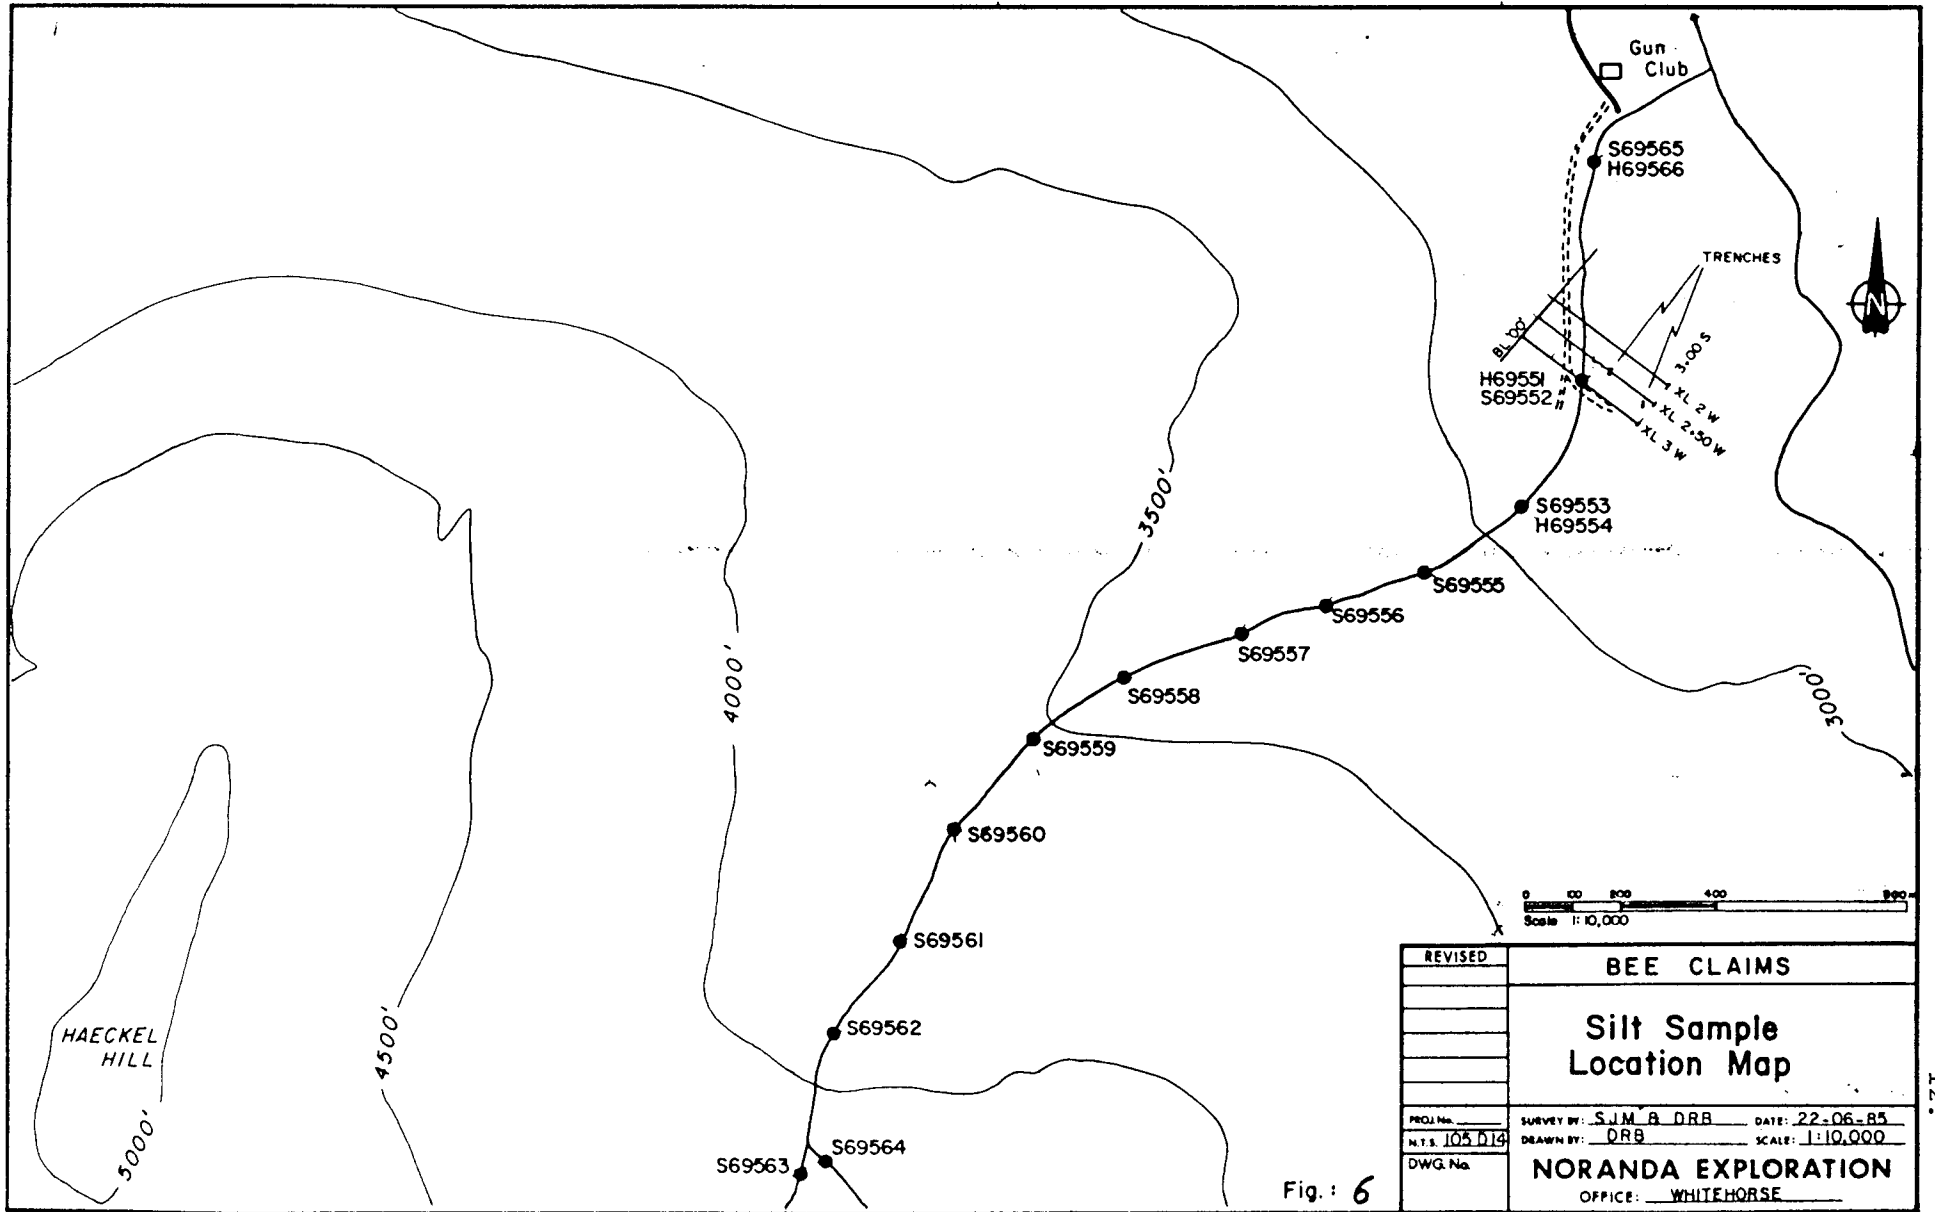 Gun
Club
S69565
H69566
TRENCHES
N
BL '00'
3+00 S
H69551
S69552
XL 2 W
XL 2+50 W
XL 3 W
3500'
S69553
H69554
S69555
S69556
S69557
S69558
4000'
3000'
S69559
S69560
0 100 200 400
Scale 1:10,000
S69561
S69562
HAECKEL
HILL
4500'
5000'
S69564
S69563
Fig.: 6
REVISED
BEE CLAIMS
Silt Sample
Location Map
PROJ. No.
SURVEY BY: SJM & DRB DATE: 22-06-85
N.T.S. 105 D14
DRAWN BY: DRB SCALE: 1:10,000
DWG. No.
NORANDA EXPLORATION
OFFICE: WHITEHORSE